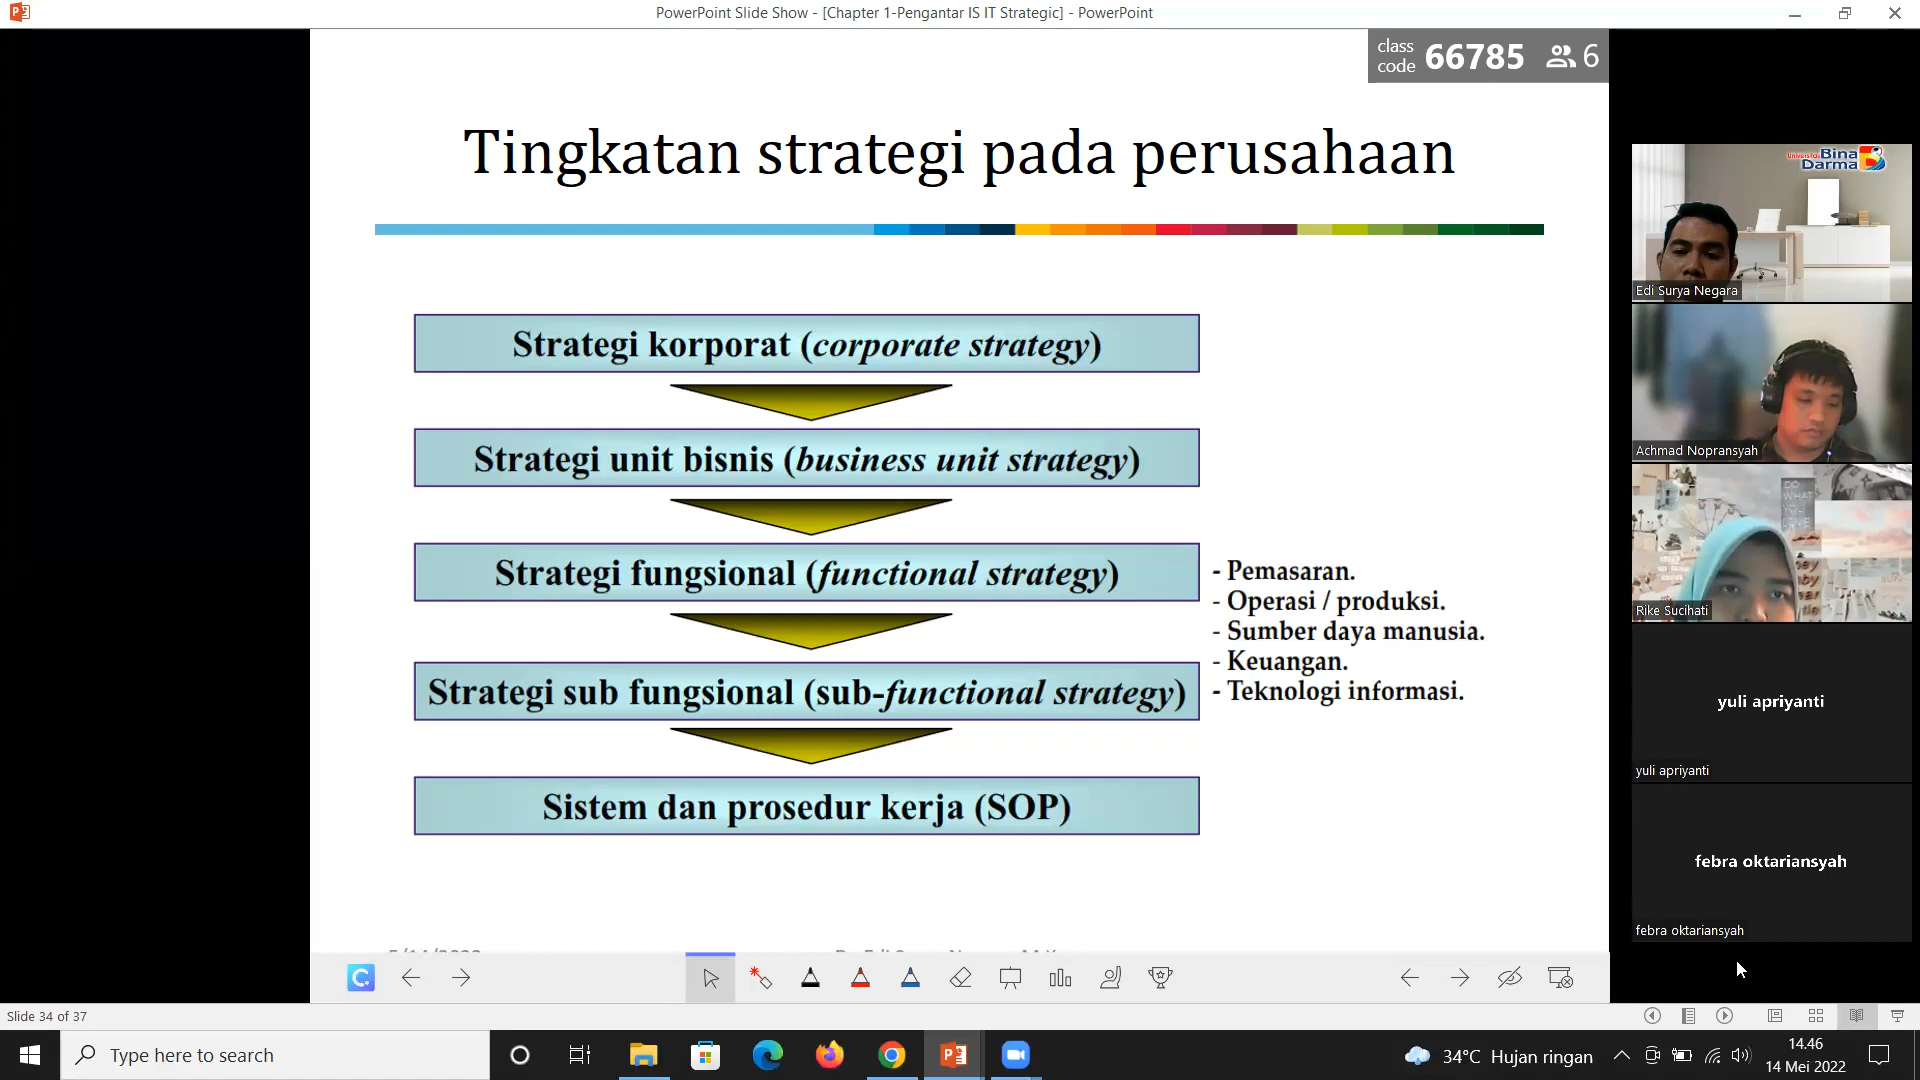 PowerPoint Slide Show - [Chapter 1-Pengantar IS IT Strategic] - PowerPoint
class code 66785 6
Tingkatan strategi pada perusahaan
Strategi korporat (corporate strategy)
Strategi unit bisnis (business unit strategy)
Strategi fungsional (functional strategy)
Strategi sub fungsional (sub-functional strategy)
Sistem dan prosedur kerja (SOP)
- Pemasaran.
- Operasi / produksi.
- Sumber daya manusia.
- Keuangan.
- Teknologi informasi.
Universitas Bina
Darma
Edi Surya Negara
Achmad Nopransyah
DO
WHAT
Rike Sucihati
yuli apriyanti
yuli apriyanti
febra oktariansyah
febra oktariansyah
Slide 34 of 37
Type here to search
34°C Hujan ringan
14.46
14 Mei 2022